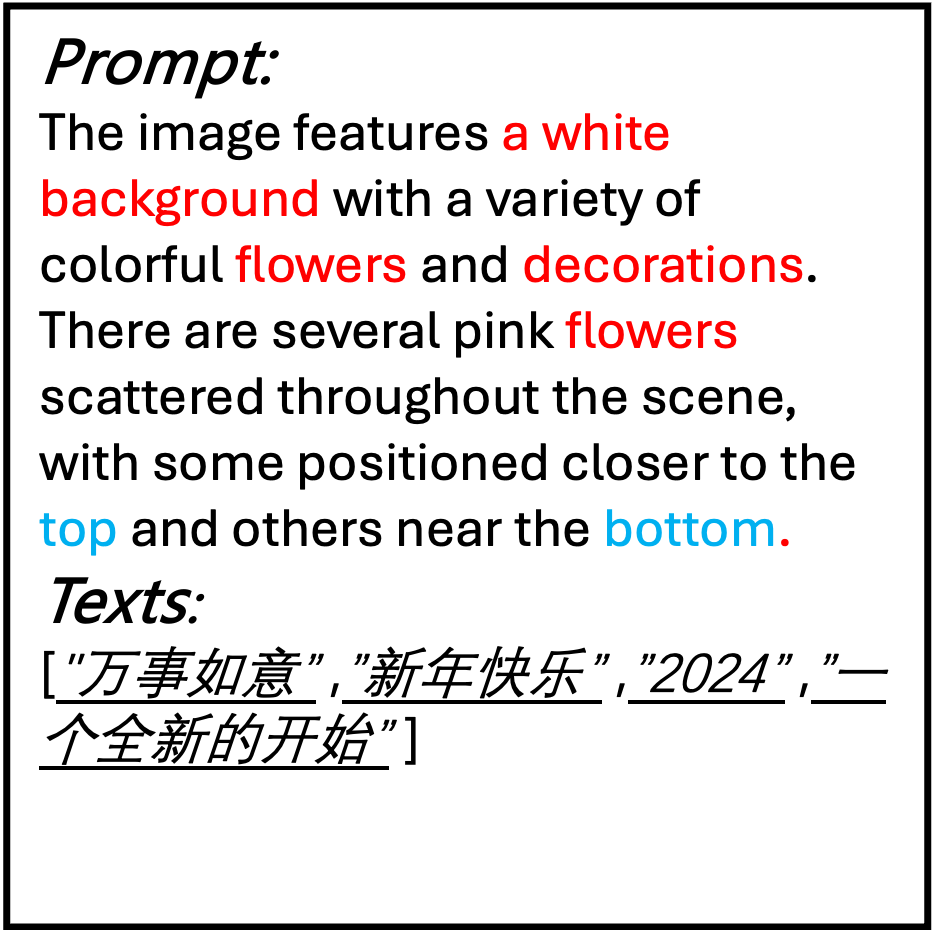 Prompt:
The image features a white
background with a variety of
colorful flowers and decorations.
There are several pink flowers
scattered throughout the scene,
with some positioned closer to the
top and others near the bottom.
Texts:
["万事如意”,”新年快乐”,”2024”,”一
个全新的开始”]